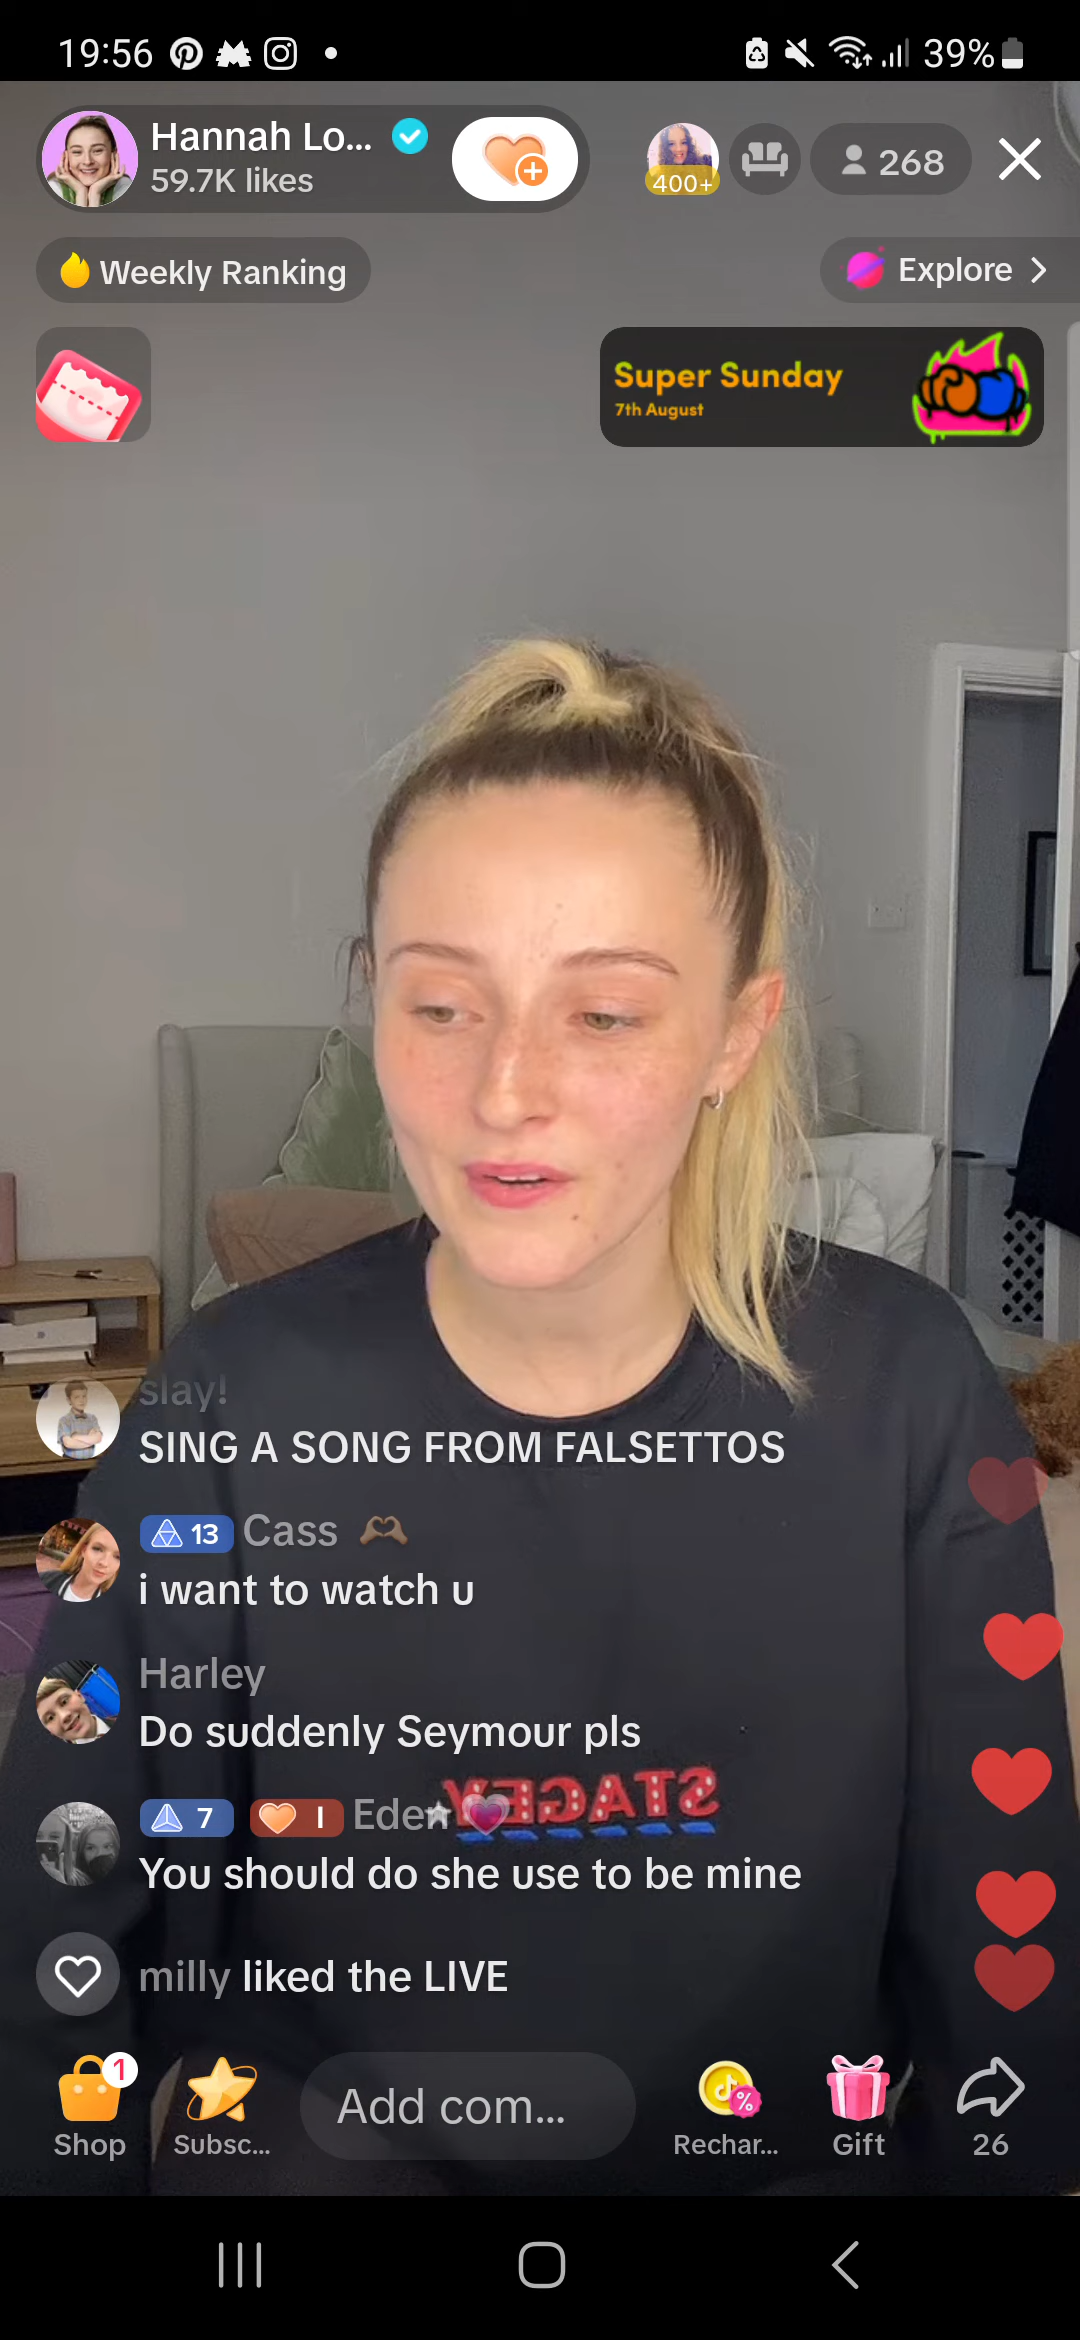 19:56
39%
Hannah Lo...
59.7K likes
400+
268
Weekly Ranking
Explore
Super Sunday
7th August
slay!
SING A SONG FROM FALSETTOS
13 Cass
i want to watch u
Harley
Do suddenly Seymour pls
STAGEY
7 I Eden
You should do she use to be mine
milly liked the LIVE
1
Shop
Subsc...
Add com...
%
Rechar...
Gift
26